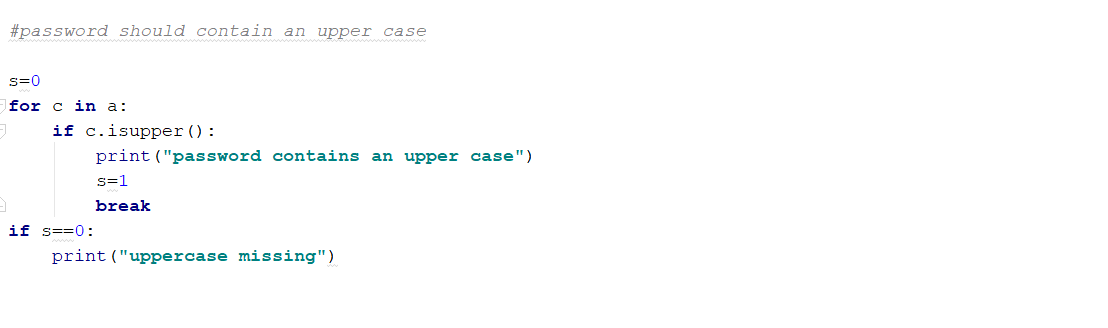 #password should contain an upper case
s=0
for c in a:
    if c.isupper():
        print("password contains an upper case")
        s=1
        break
if s==0:
    print("uppercase missing")